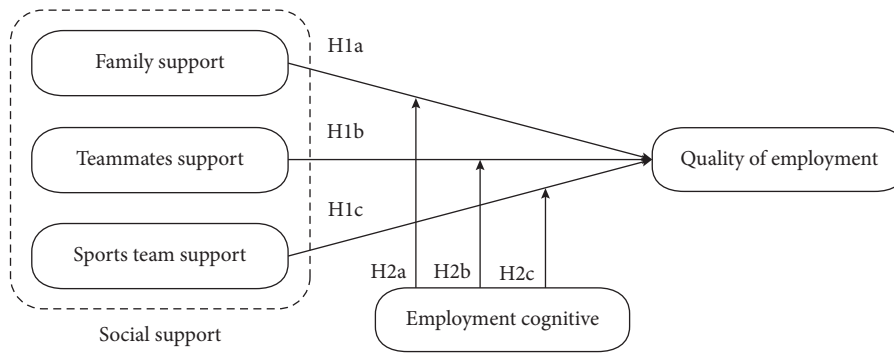 H1a
Family support
H1b
Teammates support
Quality of employment
H1c
Sports team support
H2a
H2b
H2c
Employment cognitive
Social support